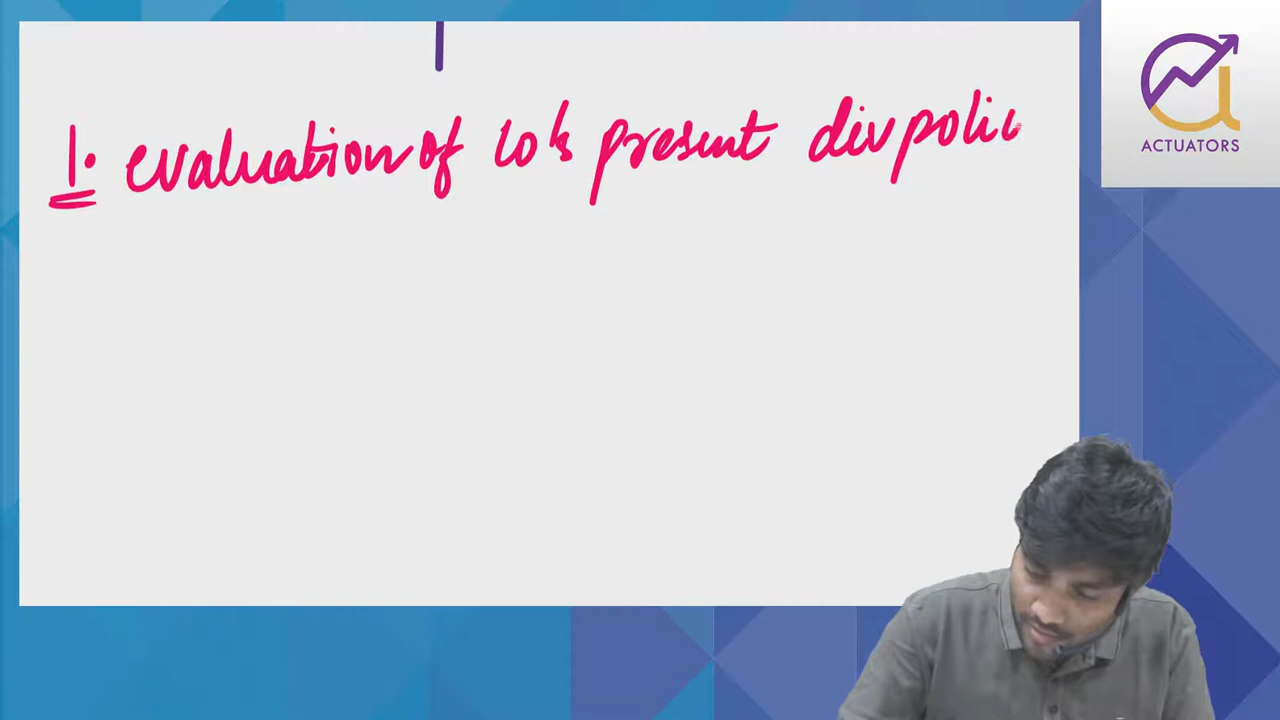 1. evaluation of co's present div polic
ACTUATORS